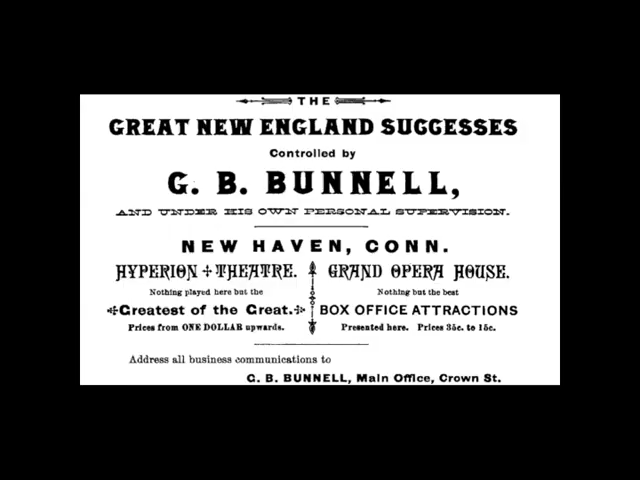 THE
GREAT NEW ENGLAND SUCCESSES
Controlled by
G. B. BUNNELL,
AND UNDER HIS OWN PERSONAL SUPERVISION.
NEW HAVEN, CONN.
HYPERION THEATRE.
Nothing played here but the
Greatest of the Great.
Prices from ONE DOLLAR upwards.
GRAND OPERA HOUSE.
Nothing but the best
BOX OFFICE ATTRACTIONS
Presented here. Prices 35c. to 15c.
Address all business communications to
G. B. BUNNELL, Main Office, Crown St.